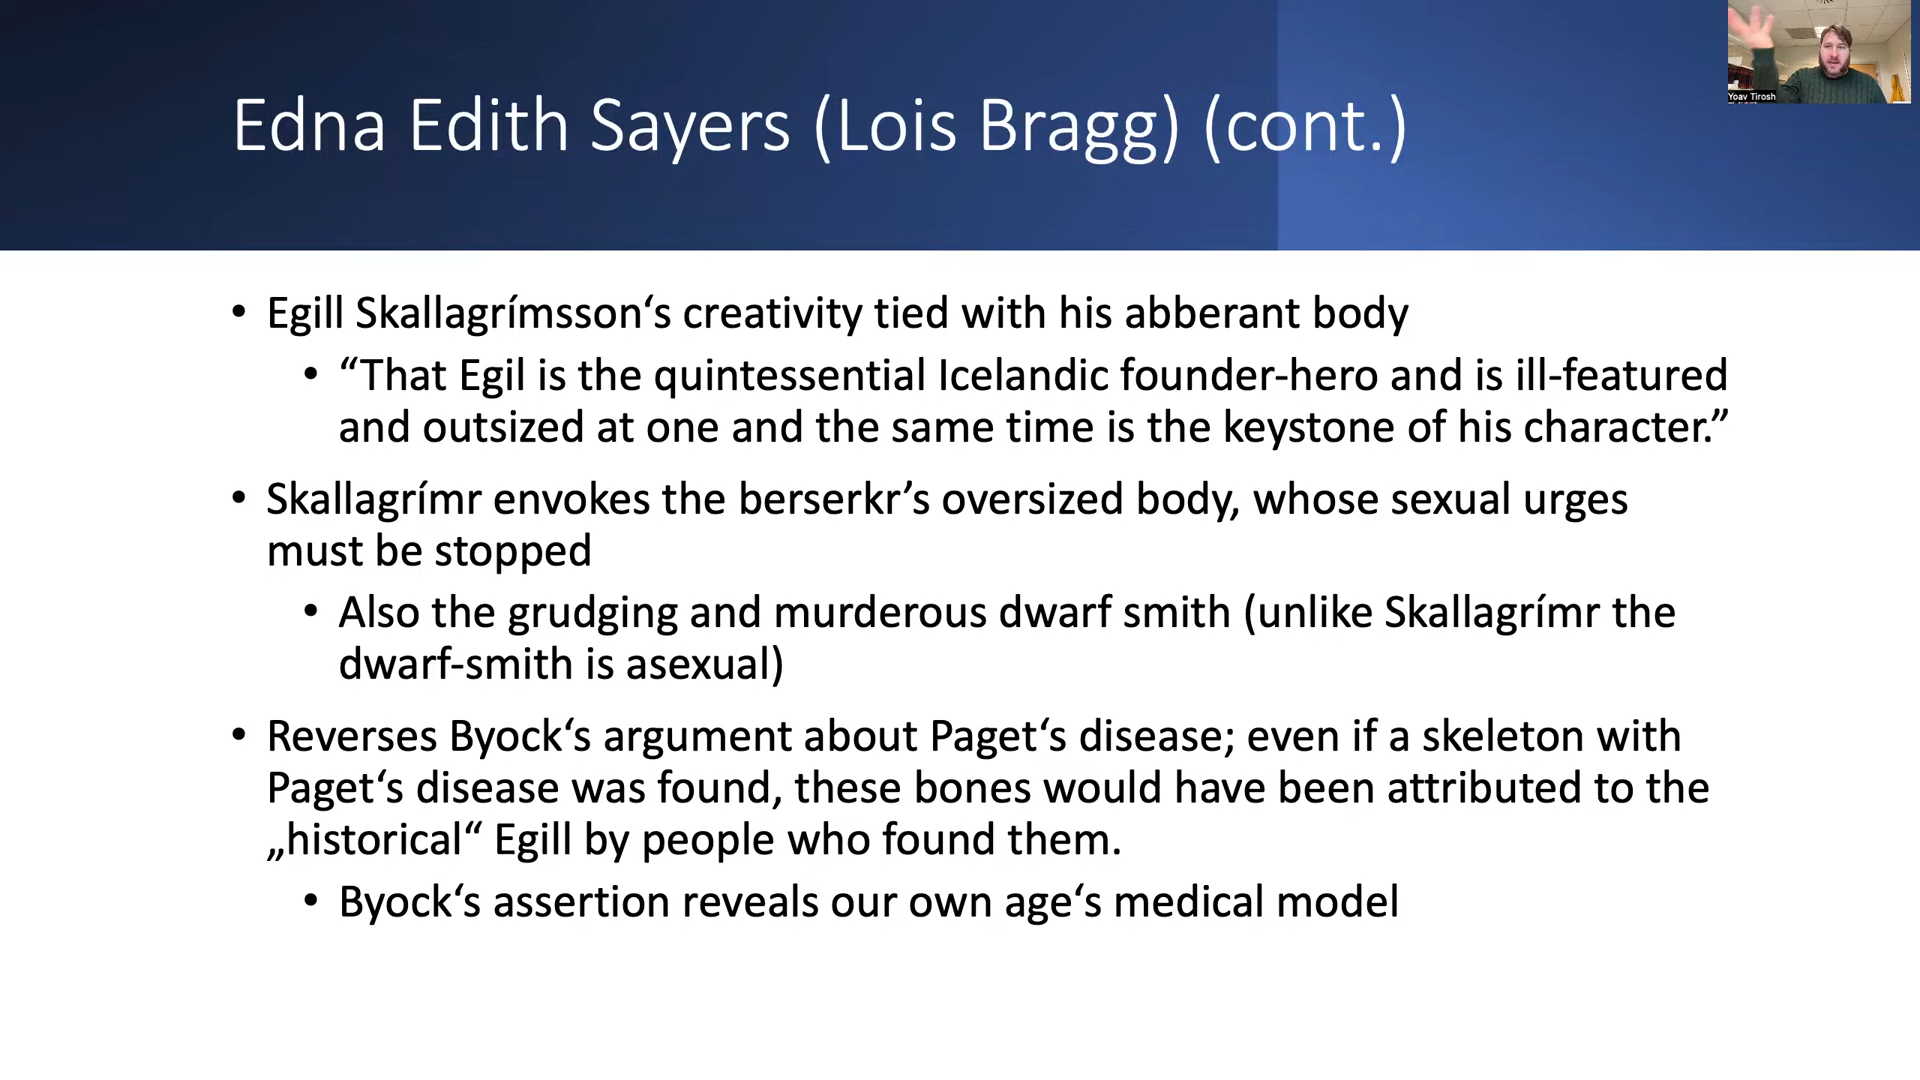 Edna Edith Sayers (Lois Bragg) (cont.)
Yoav Tirosh
• Egill Skallagrímsson‘s creativity tied with his abberant body
• “That Egil is the quintessential Icelandic founder-hero and is ill-featured
and outsized at one and the same time is the keystone of his character.”
• Skallagrímr envokes the berserkr’s oversized body, whose sexual urges
must be stopped
• Also the grudging and murderous dwarf smith (unlike Skallagrímr the
dwarf-smith is asexual)
• Reverses Byock‘s argument about Paget‘s disease; even if a skeleton with
Paget‘s disease was found, these bones would have been attributed to the
„historical“ Egill by people who found them.
• Byock‘s assertion reveals our own age‘s medical model